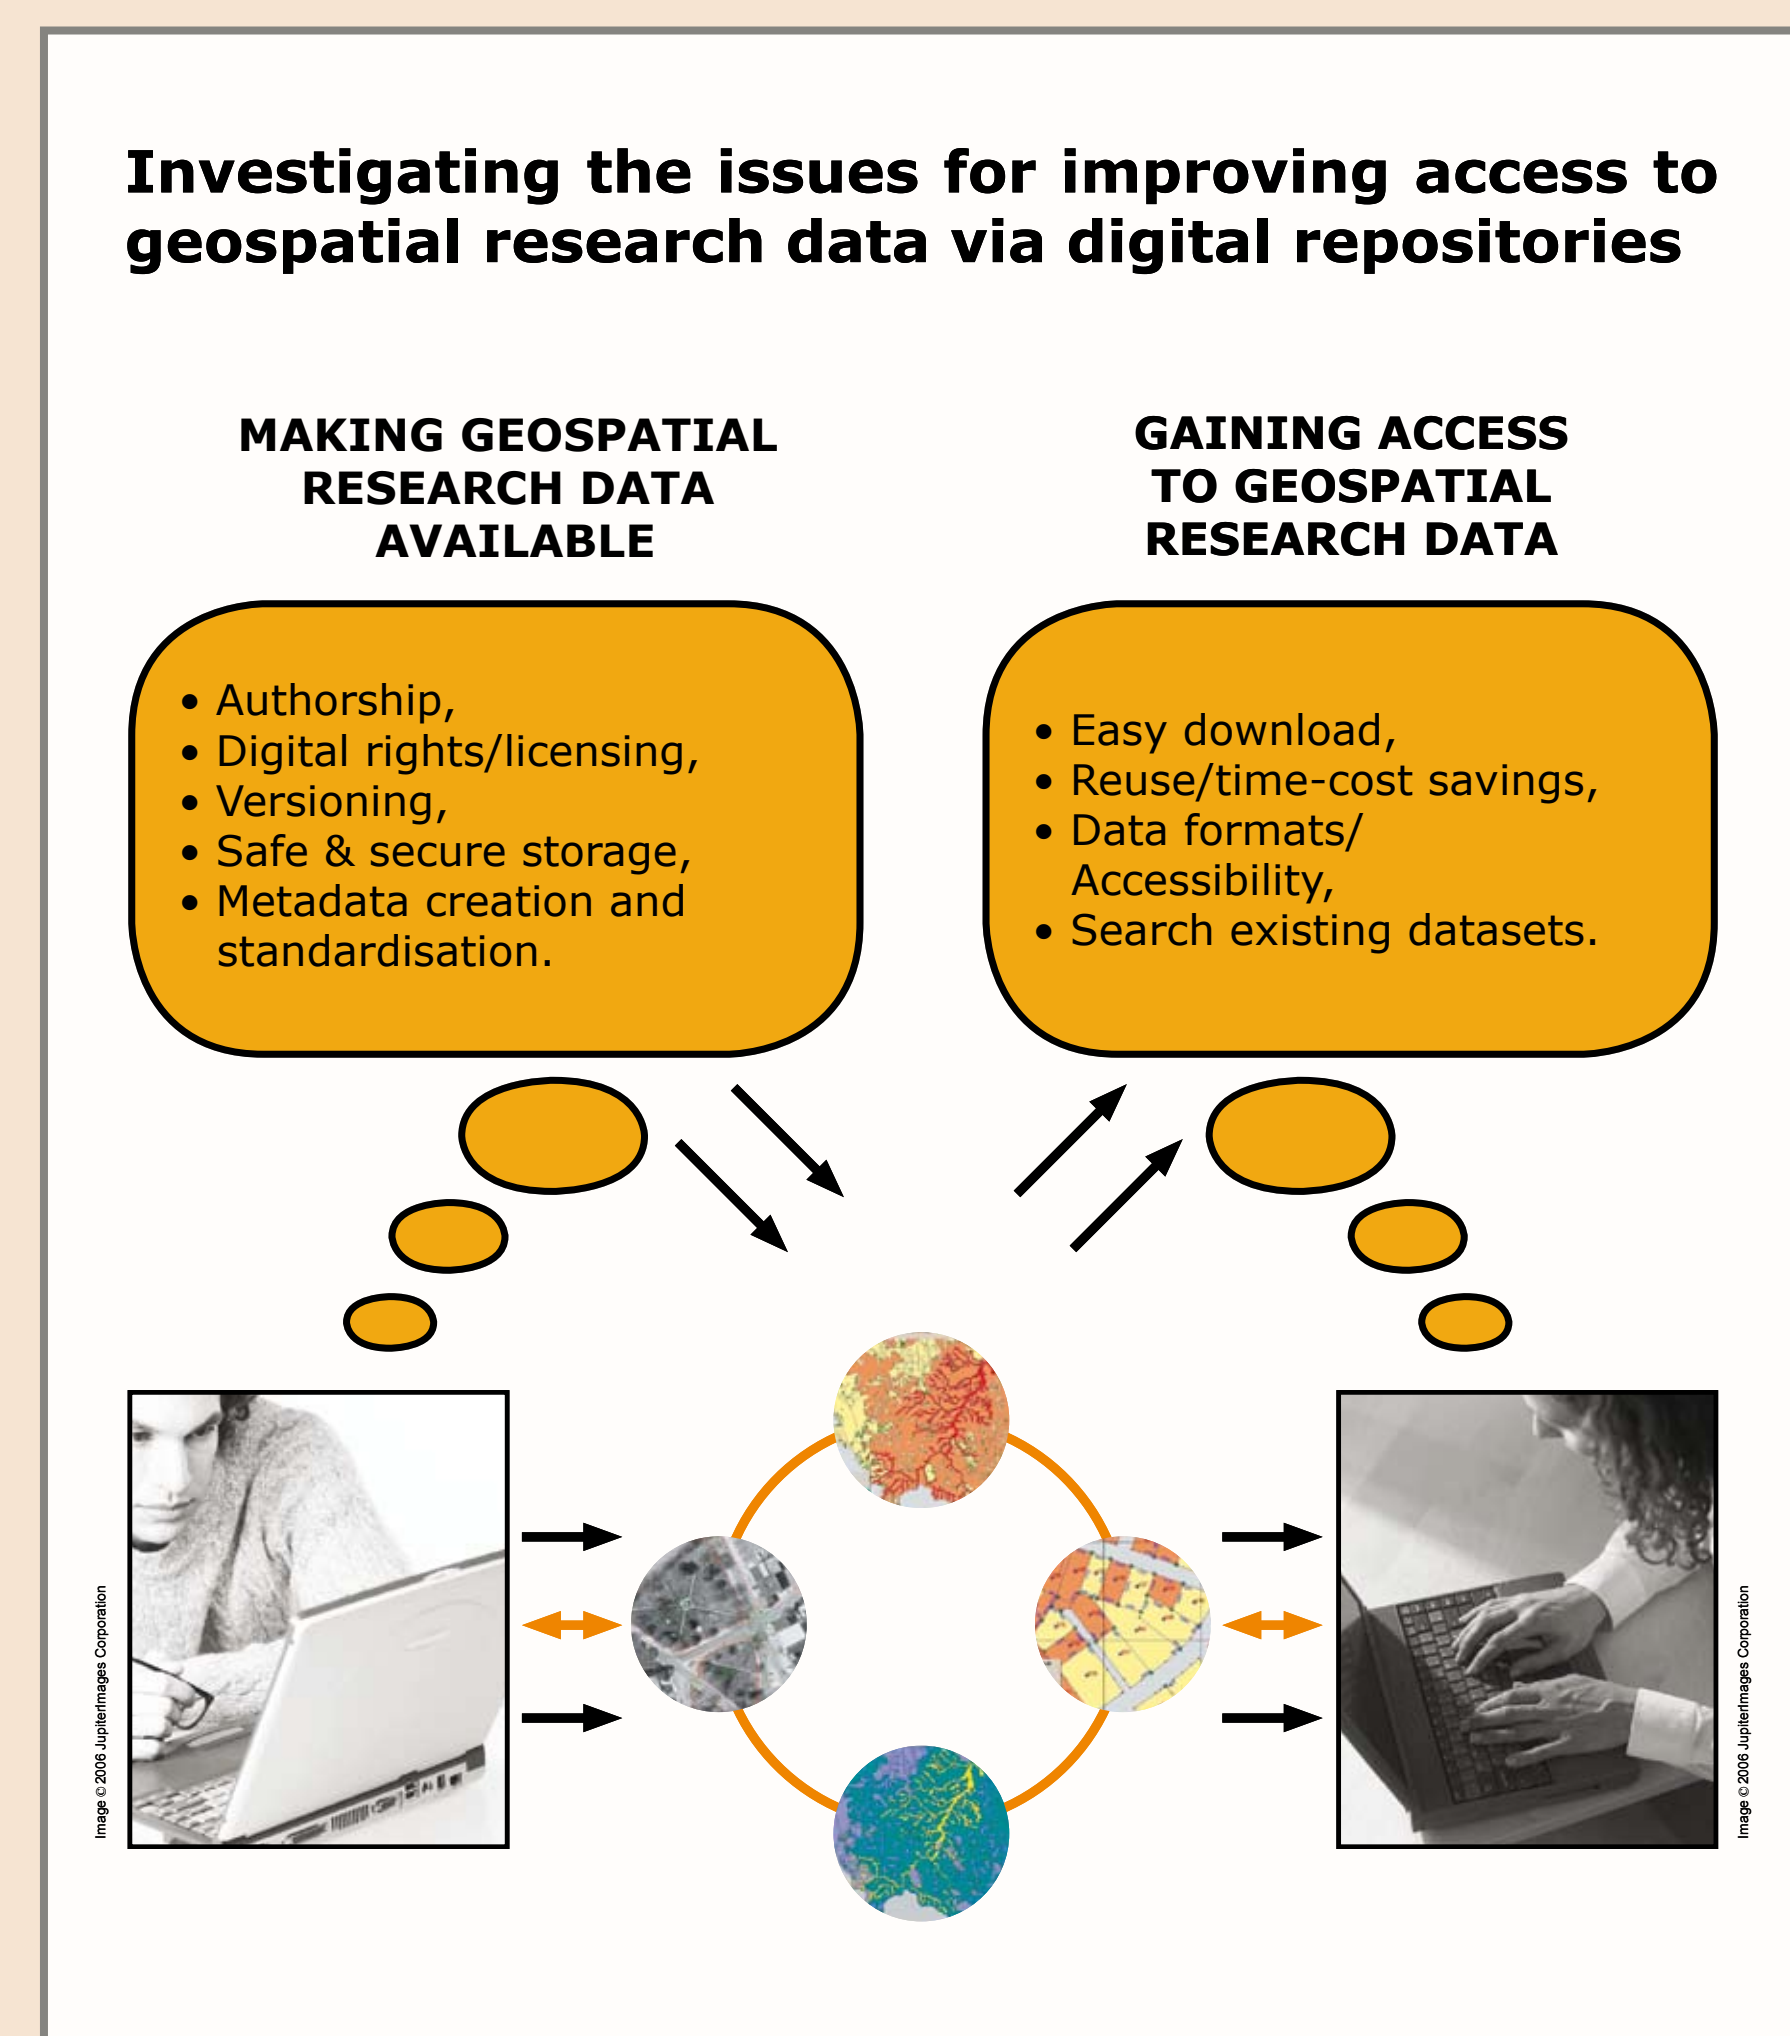 Investigating the issues for improving access to
geospatial research data via digital repositories
MAKING GEOSPATIAL
RESEARCH DATA
AVAILABLE
• Authorship,
• Digital rights/licensing,
• Versioning,
• Safe & secure storage,
• Metadata creation and
standardisation.
GAINING ACCESS
TO GEOSPATIAL
RESEARCH DATA
• Easy download,
• Reuse/time-cost savings,
• Data formats/
Accessibility,
• Search existing datasets.
Image © 2006 JupiterImages Corporation
Image © 2006 JupiterImages Corporation